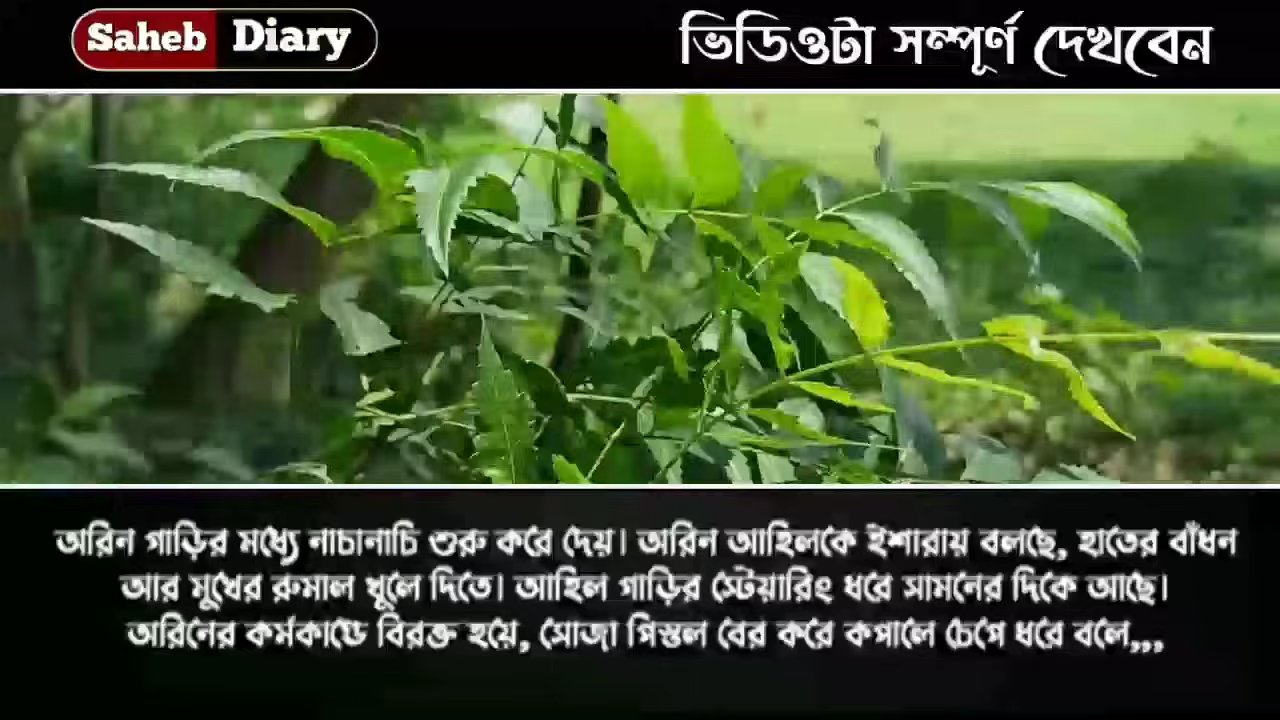 Saheb Diary
ভিডিওটা সম্পূর্ণ দেখবেন
অরিন গাড়ির মধ্যে নাচানাচি শুরু করে দেয়। অরিন আহিলকে ইশারায় বলছে, হাতের বাঁধন
আর মুখের রুমাল খুলে দিতে। আহিল গাড়ির স্টেয়ারিং ধরে সামনের দিকে আছে।
অরিনের কর্মকান্ডে বিরক্ত হয়ে, সোজা পিস্তল বের করে কপালে চেপে ধরে বলে,,,